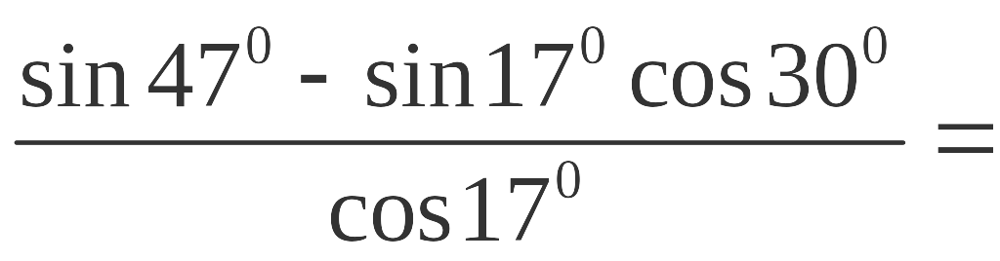 sin 47⁰ - sin 17⁰ cos 30⁰
cos 17⁰ =